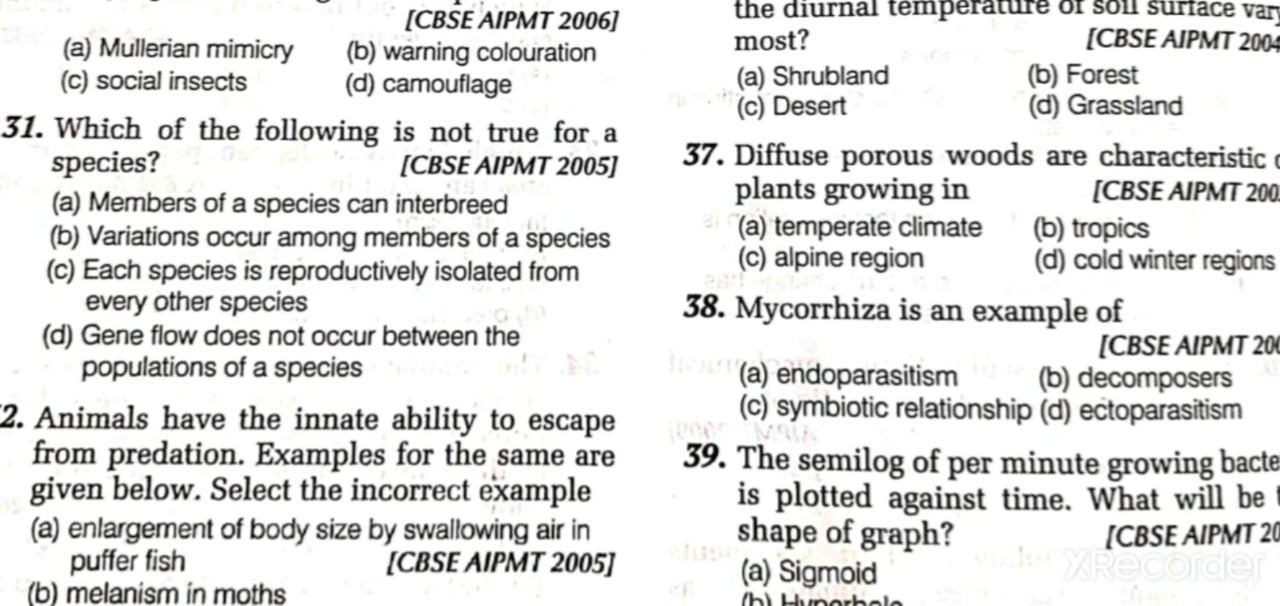 [CBSE AIPMT 2006]
(a) Mullerian mimicry (b) warning colouration
(c) social insects (d) camouflage
31. Which of the following is not true for a
species? [CBSE AIPMT 2005]
(a) Members of a species can interbreed
(b) Variations occur among members of a species
(c) Each species is reproductively isolated from
every other species
(d) Gene flow does not occur between the
populations of a species
2. Animals have the innate ability to escape
from predation. Examples for the same are
given below. Select the incorrect example
(a) enlargement of body size by swallowing air in
puffer fish [CBSE AIPMT 2005]
(b) melanism in moths
the diurnal temperature of soil surface vary
most? [CBSE AIPMT 2004
(a) Shrubland (b) Forest
(c) Desert (d) Grassland
37. Diffuse porous woods are characteristic
plants growing in [CBSE AIPMT 200
(a) temperate climate (b) tropics
(c) alpine region (d) cold winter regions
38. Mycorrhiza is an example of
[CBSE AIPMT 200
(a) endoparasitism (b) decomposers
(c) symbiotic relationship (d) ectoparasitism
39. The semilog of per minute growing bacte
is plotted against time. What will be
shape of graph? [CBSE AIPMT 20
(a) Sigmoid
XRecorder